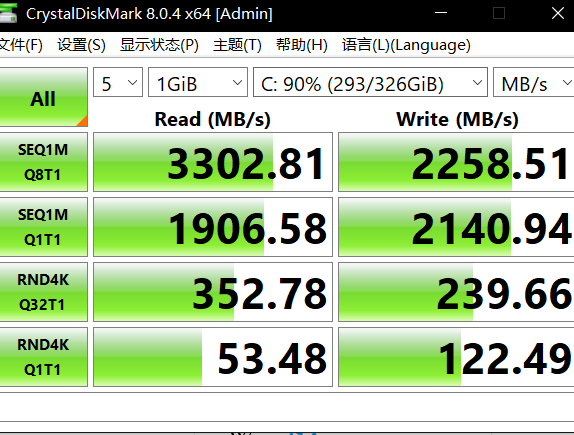 CrystalDiskMark 8.0.4 x64 [Admin]
文件(F) 设置(S) 显示状态(P) 主题(T) 帮助(H) 语言(L)(Language)
All 5 1GiB C: 90% (293/326GiB) MB/s
Read (MB/s) Write (MB/s)
SEQ1M
Q8T1
3302.81 2258.51
SEQ1M
Q1T1
1906.58 2140.94
RND4K
Q32T1
352.78 239.66
RND4K
Q1T1
53.48 122.49